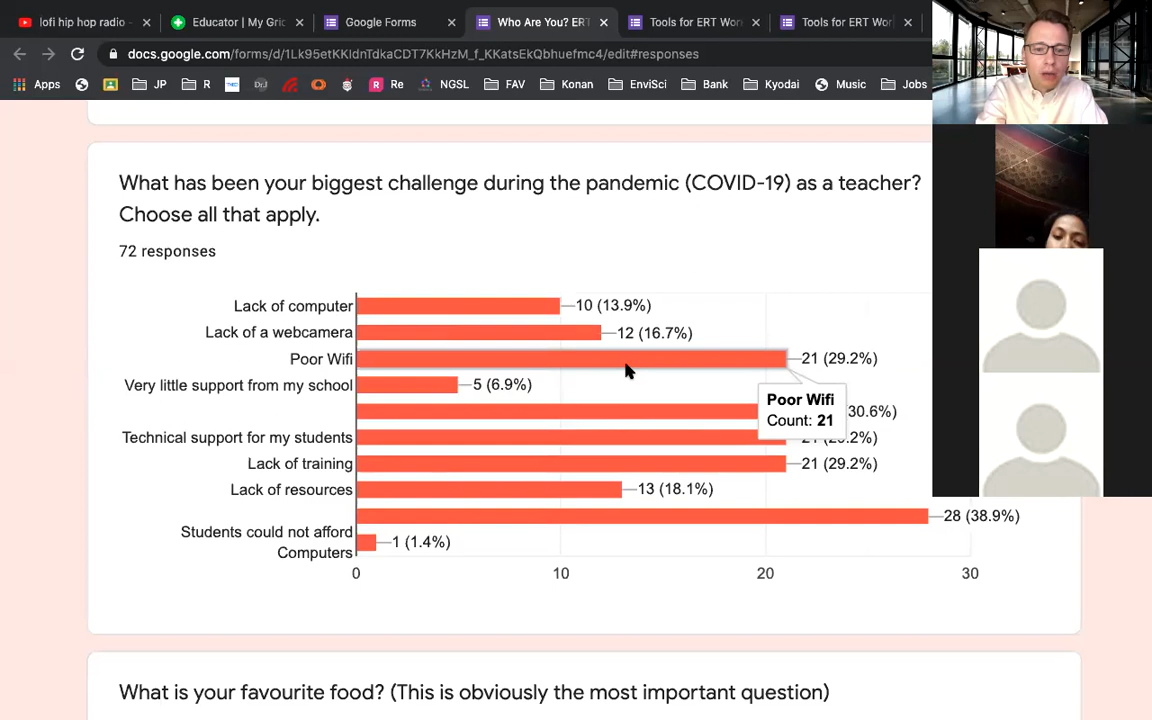 lofi hip hop radio -
Educator | My Gri
Google Forms
Who Are You? ERT
Tools for ERT Wor
Tools for ERT Worl
docs.google.com/forms/d/1Lk95etKKIdnTdkaCDT7KkHzM_f_KKatsEkQbhuefmc4/edit#responses
Apps
JP
R
Re
NGSL
FAV
Konan
EnviSci
Bank
Kyodai
Music
Jobs
What has been your biggest challenge during the pandemic (COVID-19) as a teacher?
Choose all that apply.
72 responses
Lack of computer 10 (13.9%)
Lack of a webcamera 12 (16.7%)
Poor Wifi 21 (29.2%)
Very little support from my school 5 (6.9%)
Poor Wifi
Count: 21
30.6%)
Technical support for my students
Lack of training 21 (29.2%)
Lack of resources 13 (18.1%)
28 (38.9%)
Students could not afford
Computers 1 (1.4%)
0 10 20 30
What is your favourite food? (This is obviously the most important question)